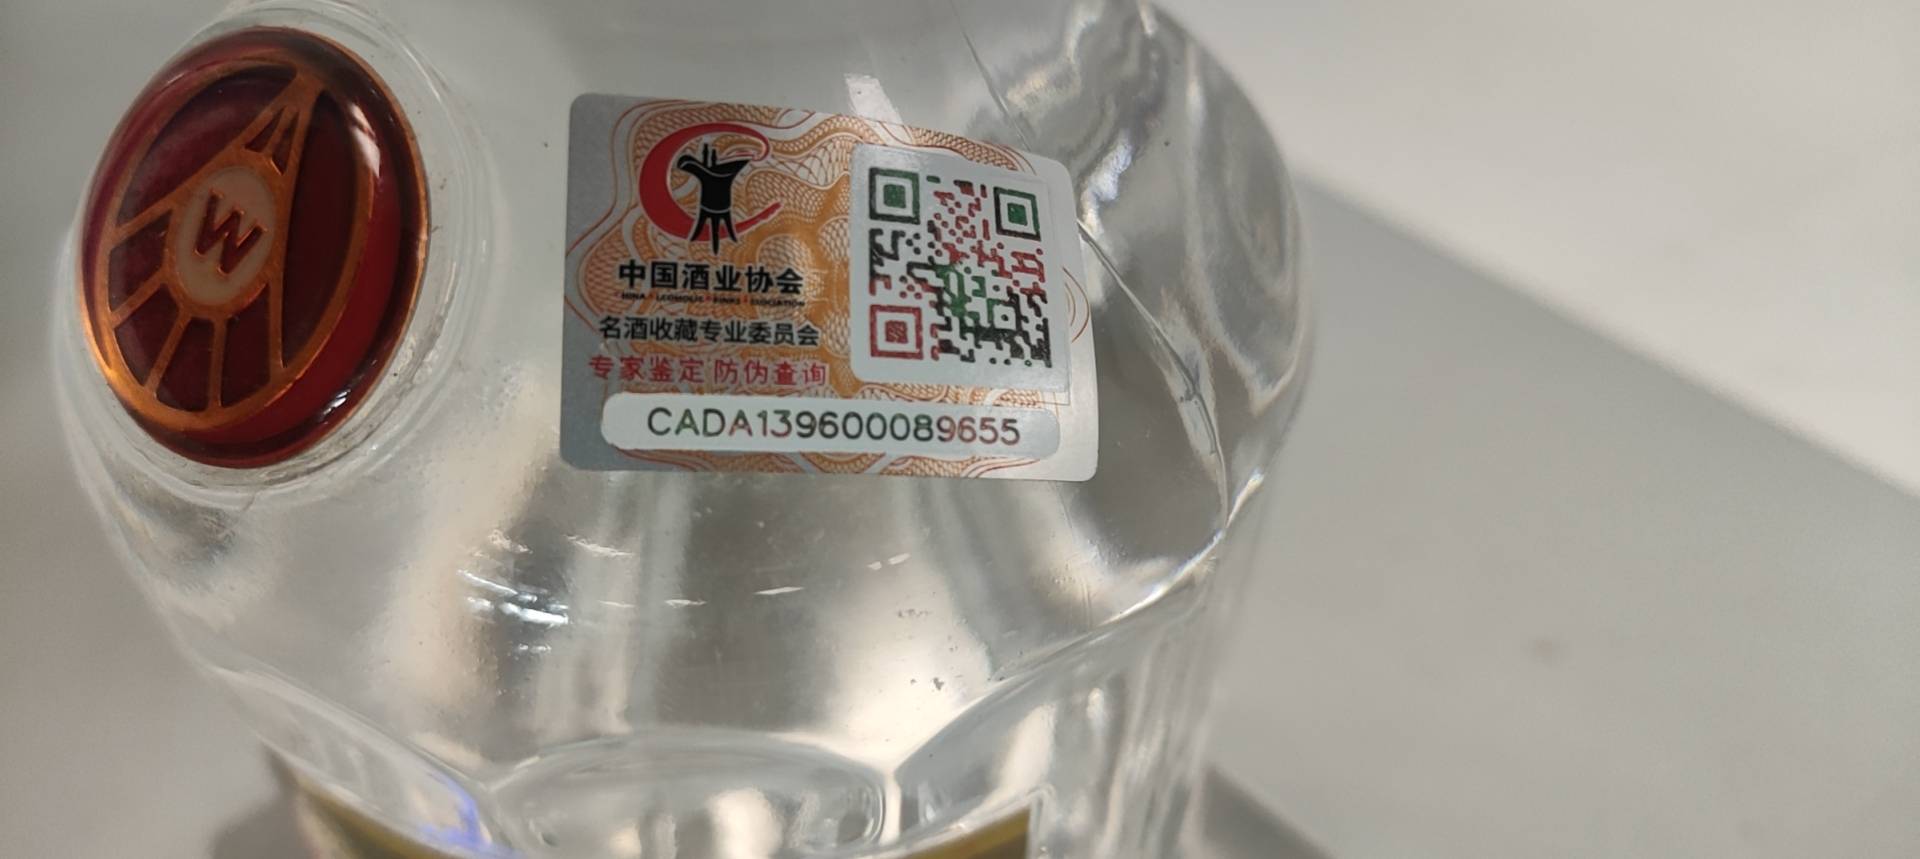 W
中国酒业协会
名酒收藏专业委员会
专家鉴定 防伪查询
CADA139600089655